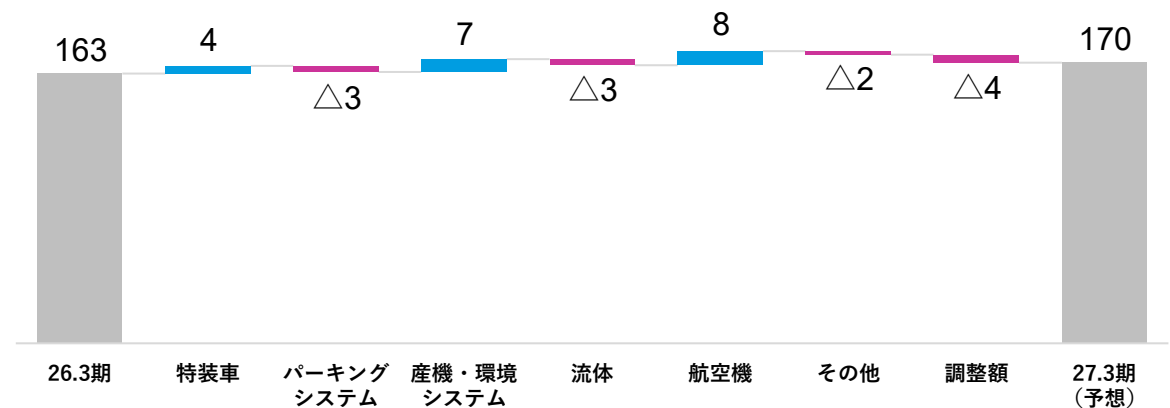 163
4
△3
7
△3
8
△2
△4
170
26.3期
特装車
パーキング
システム
産機・環境
システム
流体
航空機
その他
調整額
27.3期
（予想）